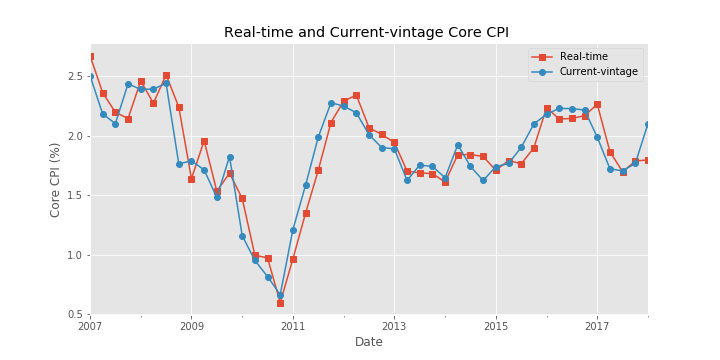 Real-time and Current-vintage Core CPI
Real-time
Current-vintage
Core CPI (%)
2.5
2.0
1.5
1.0
0.5
2007
2009
2011
2013
2015
2017
Date